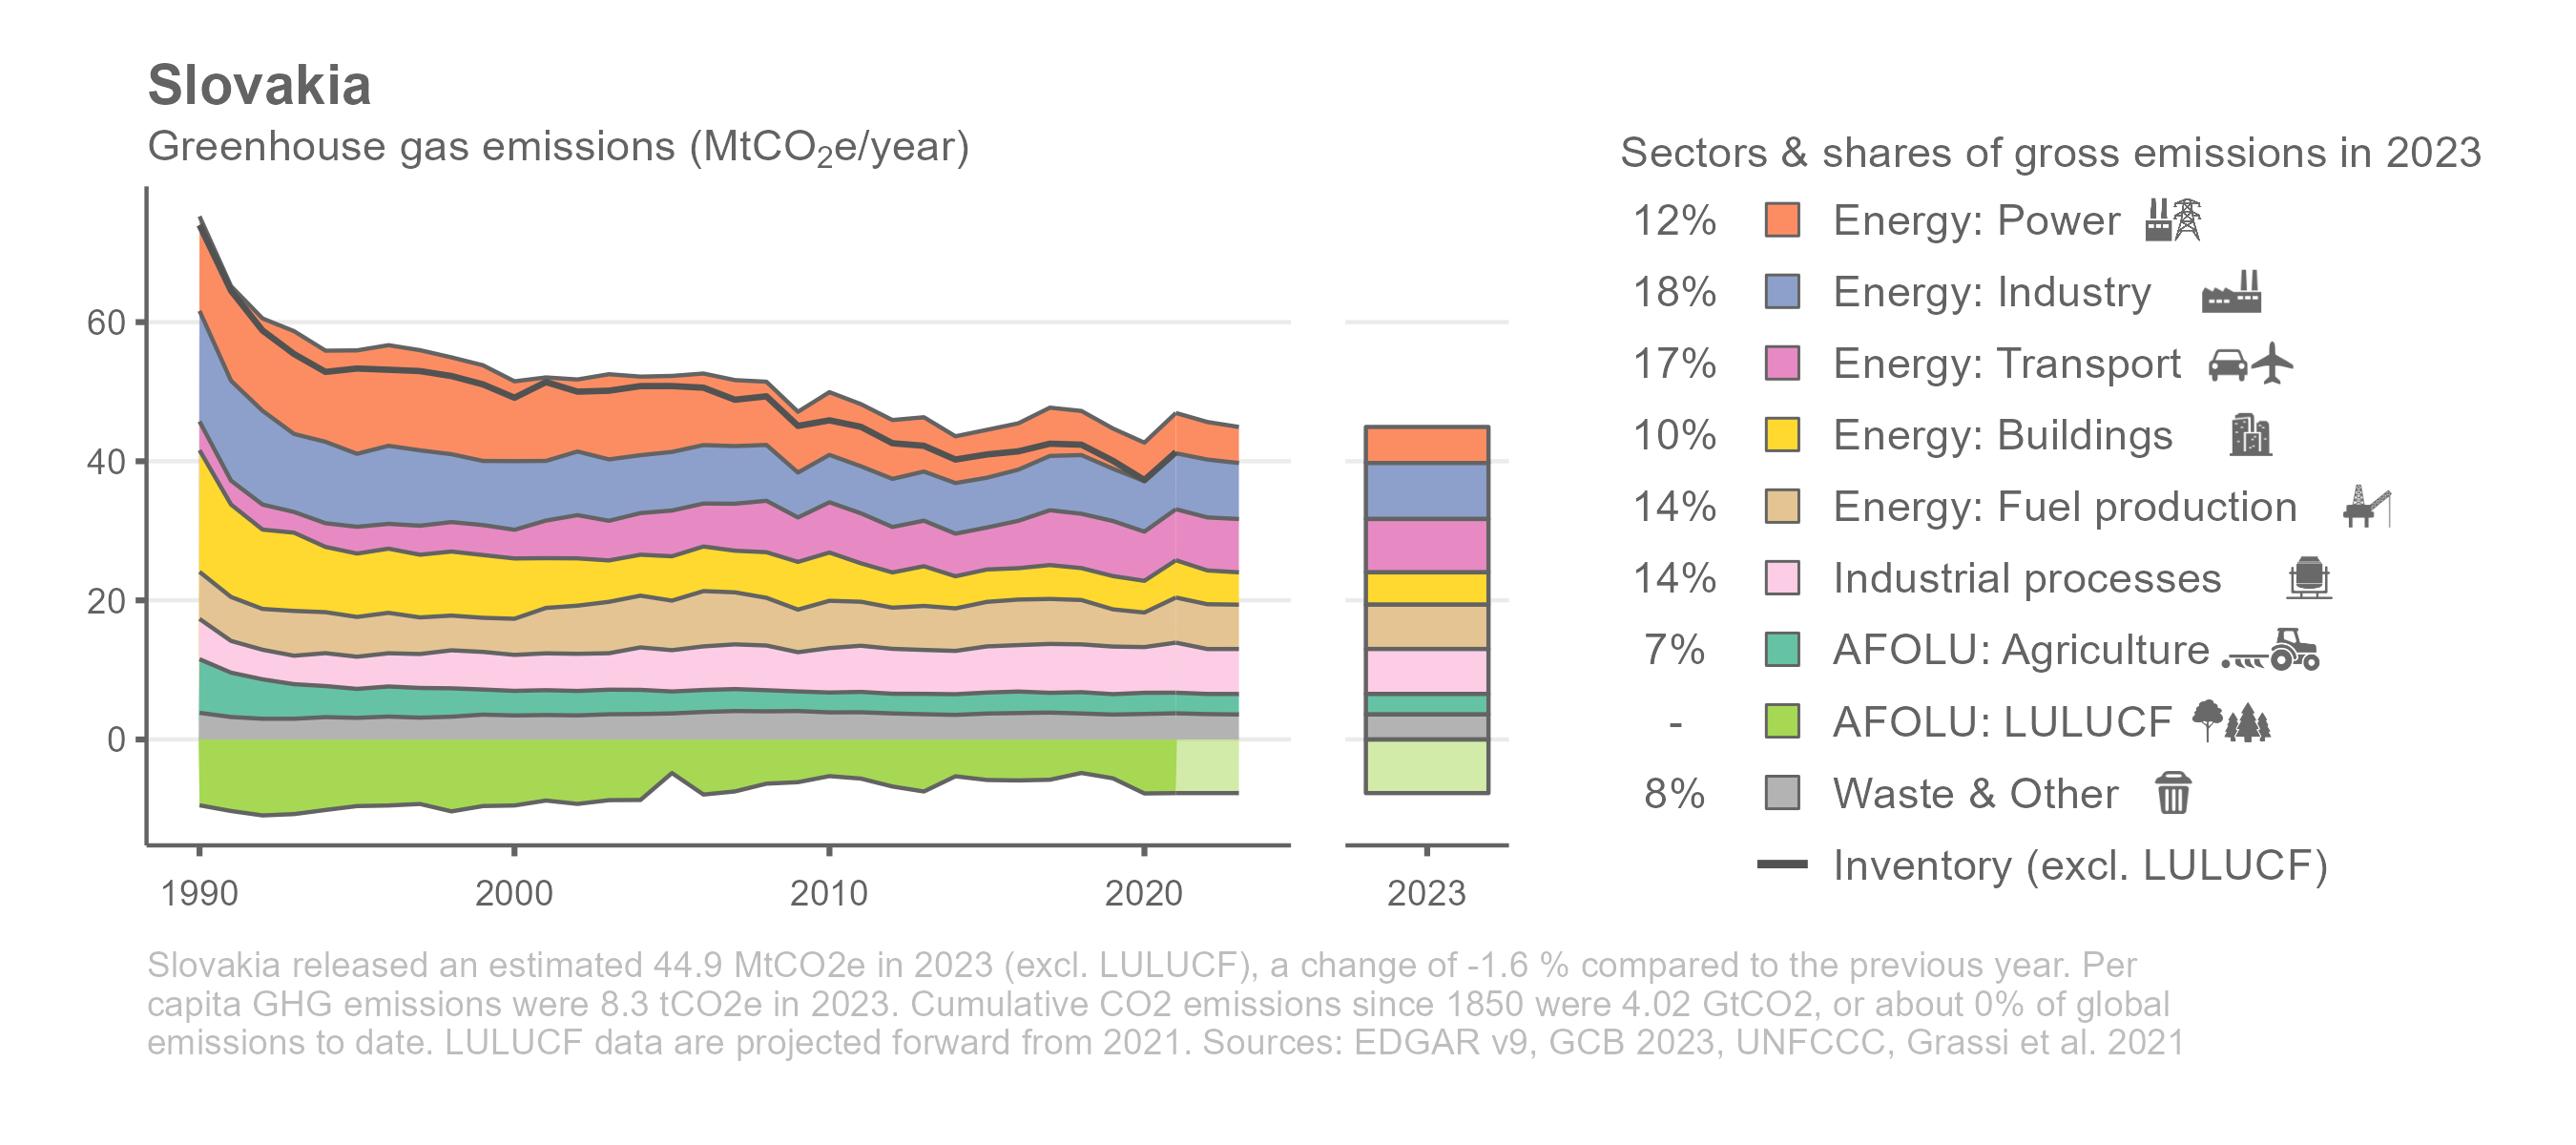 Slovakia
Greenhouse gas emissions (MtCO₂e/year)
60
40
20
0
1990 2000 2010 2020 2023
Sectors & shares of gross emissions in 2023
12% Energy: Power
18% Energy: Industry
17% Energy: Transport
10% Energy: Buildings
14% Energy: Fuel production
14% Industrial processes
7% AFOLU: Agriculture
- AFOLU: LULUCF
8% Waste & Other
Inventory (excl. LULUCF)
Slovakia released an estimated 44.9 MtCO2e in 2023 (excl. LULUCF), a change of -1.6 % compared to the previous year. Per
capita GHG emissions were 8.3 tCO2e in 2023. Cumulative CO2 emissions since 1850 were 4.02 GtCO2, or about 0% of global
emissions to date. LULUCF data are projected forward from 2021. Sources: EDGAR v9, GCB 2023, UNFCCC, Grassi et al. 2021